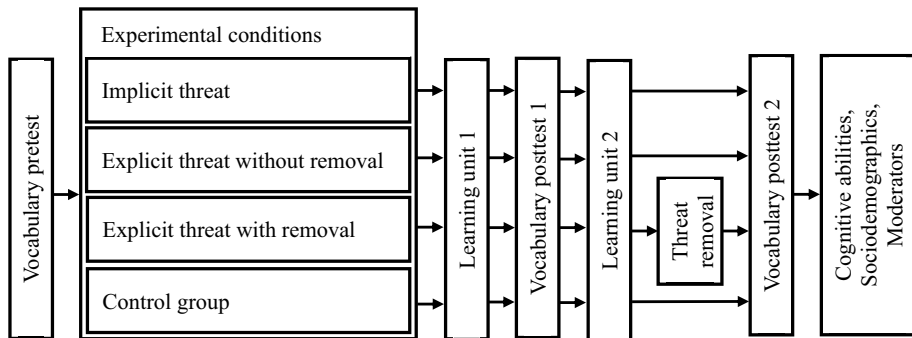 Vocabulary pretest
Experimental conditions
Implicit threat
Explicit threat without removal
Explicit threat with removal
Control group
Learning unit 1
Vocabulary posttest 1
Learning unit 2
Threat
removal
Vocabulary posttest 2
Cognitive abilities,
Sociodemographics,
Moderators